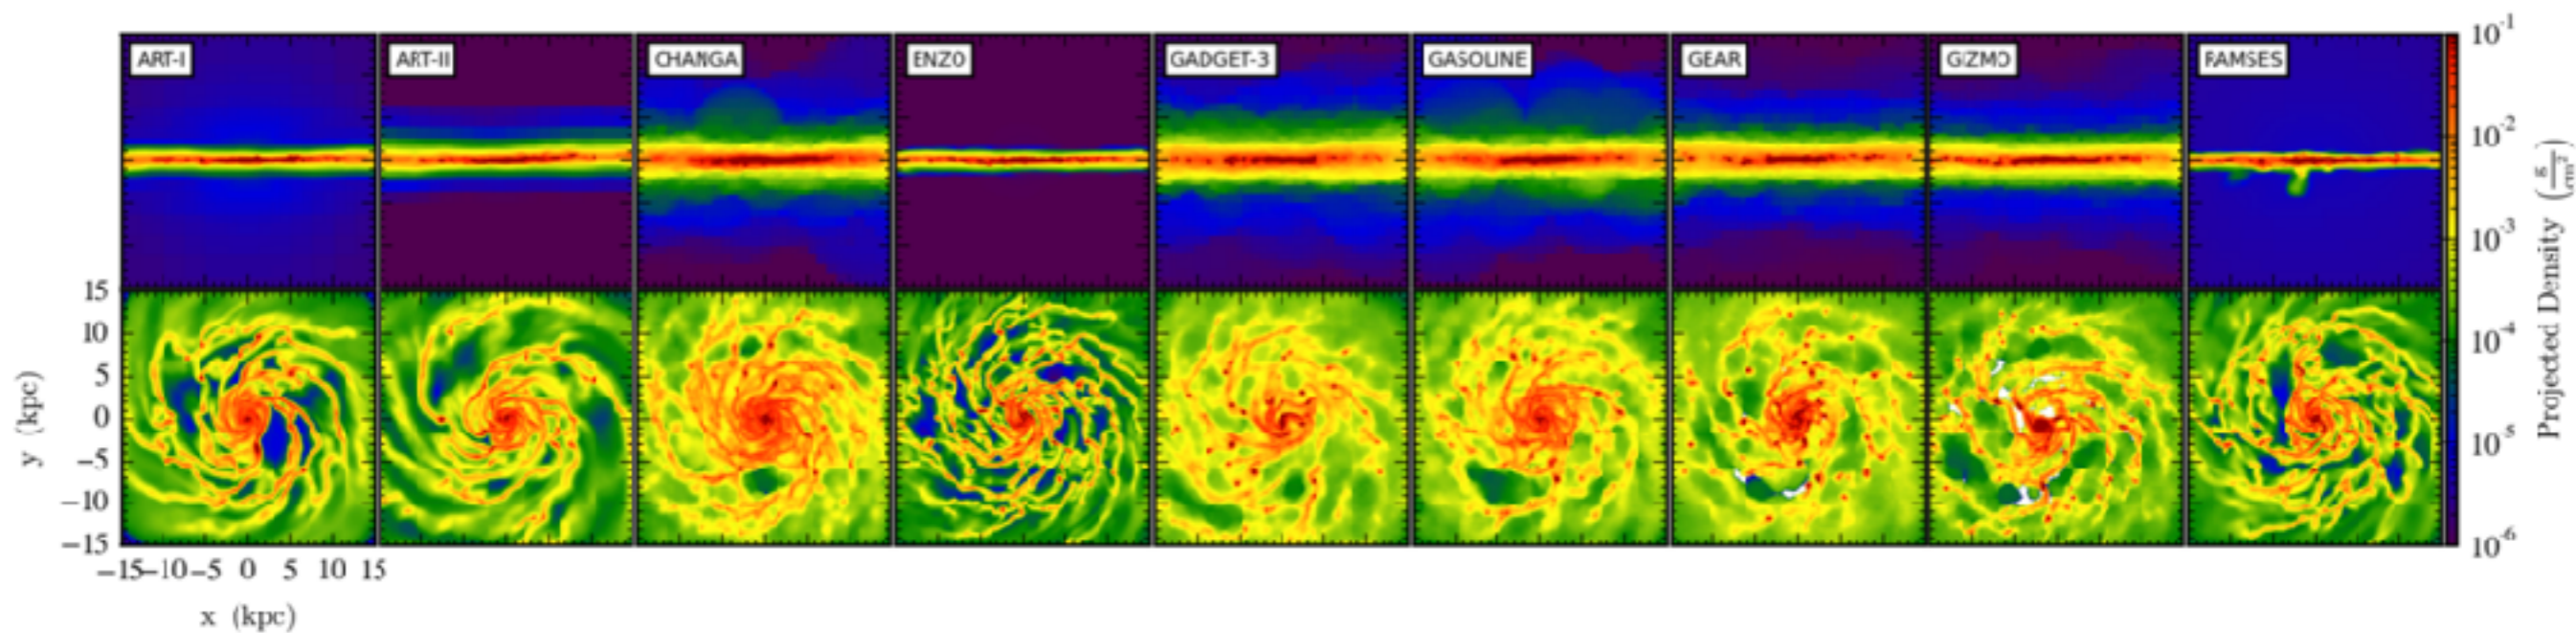 ART-I ART-II CHANGA ENZO GADGET-3 GASOLINE GEAR GIZMO RAMSES
10^-1
10^-2
10^-3
10^-4
10^-5
10^-6
Projected Density (g/cm^2)
15
10
5
0
−5
−10
−15
y (kpc)
−15 −10 −5 0 5 10 15
x (kpc)